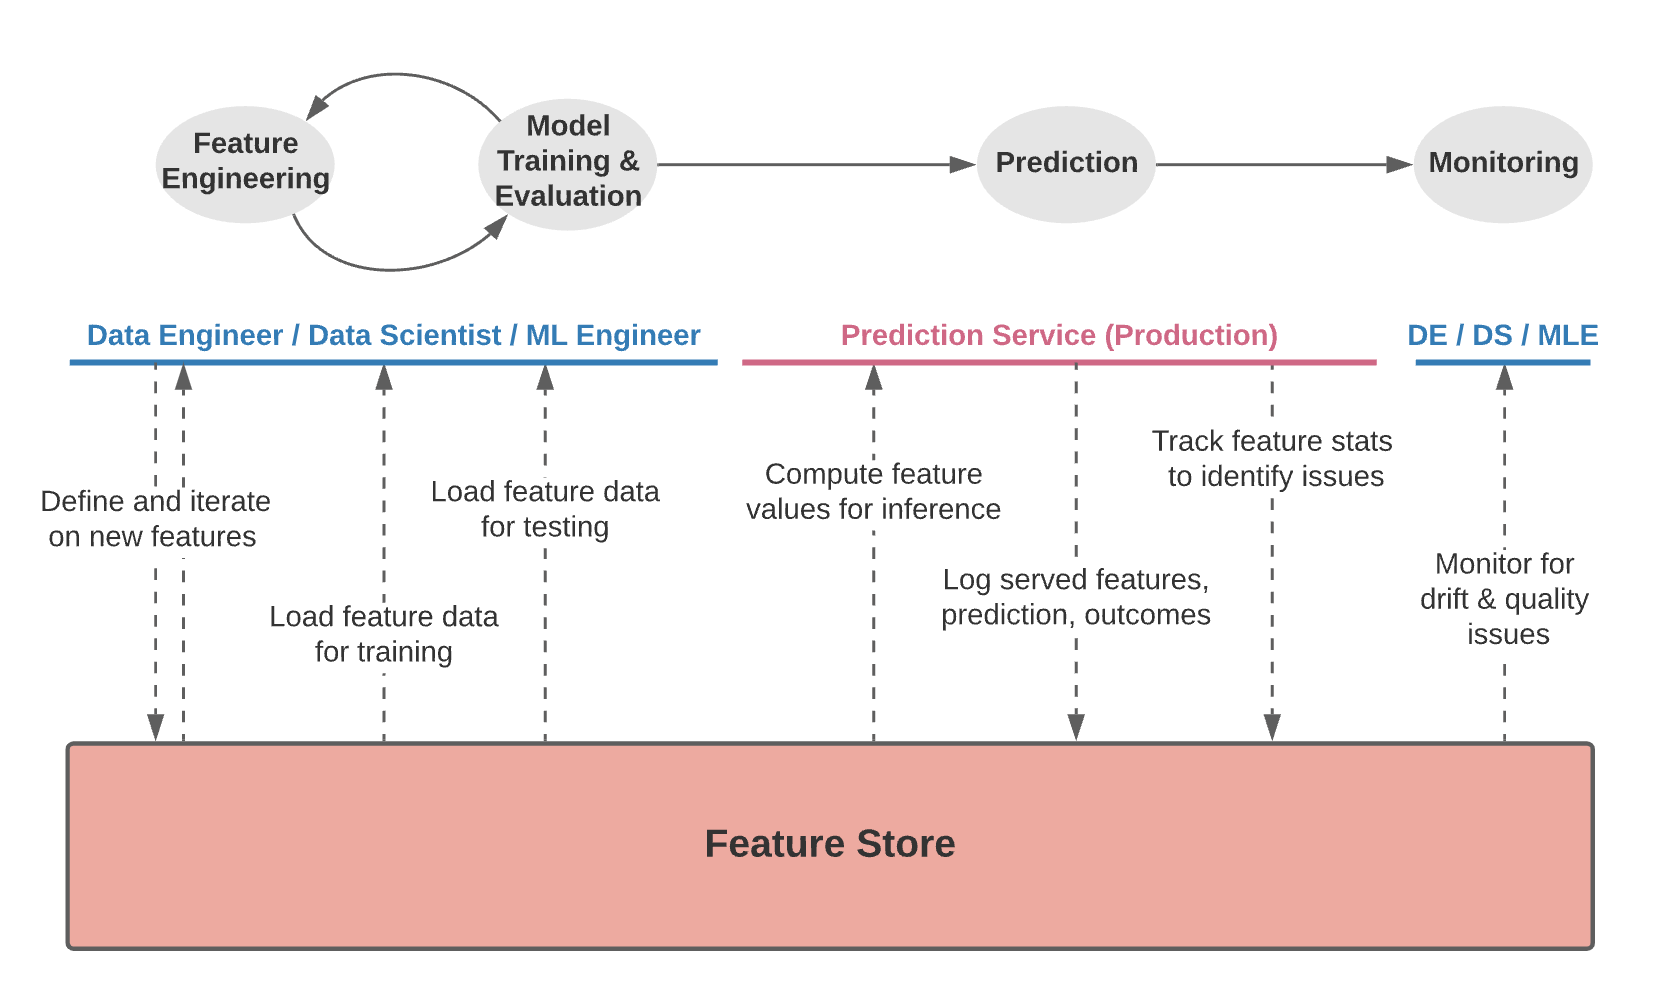 Feature
Engineering
Model
Training &
Evaluation
Prediction
Monitoring
Data Engineer / Data Scientist / ML Engineer
Prediction Service (Production)
DE / DS / MLE
Define and iterate
on new features
Load feature data
for training
Load feature data
for testing
Compute feature
values for inference
Log served features,
prediction, outcomes
Track feature stats
to identify issues
Monitor for
drift & quality
issues
Feature Store